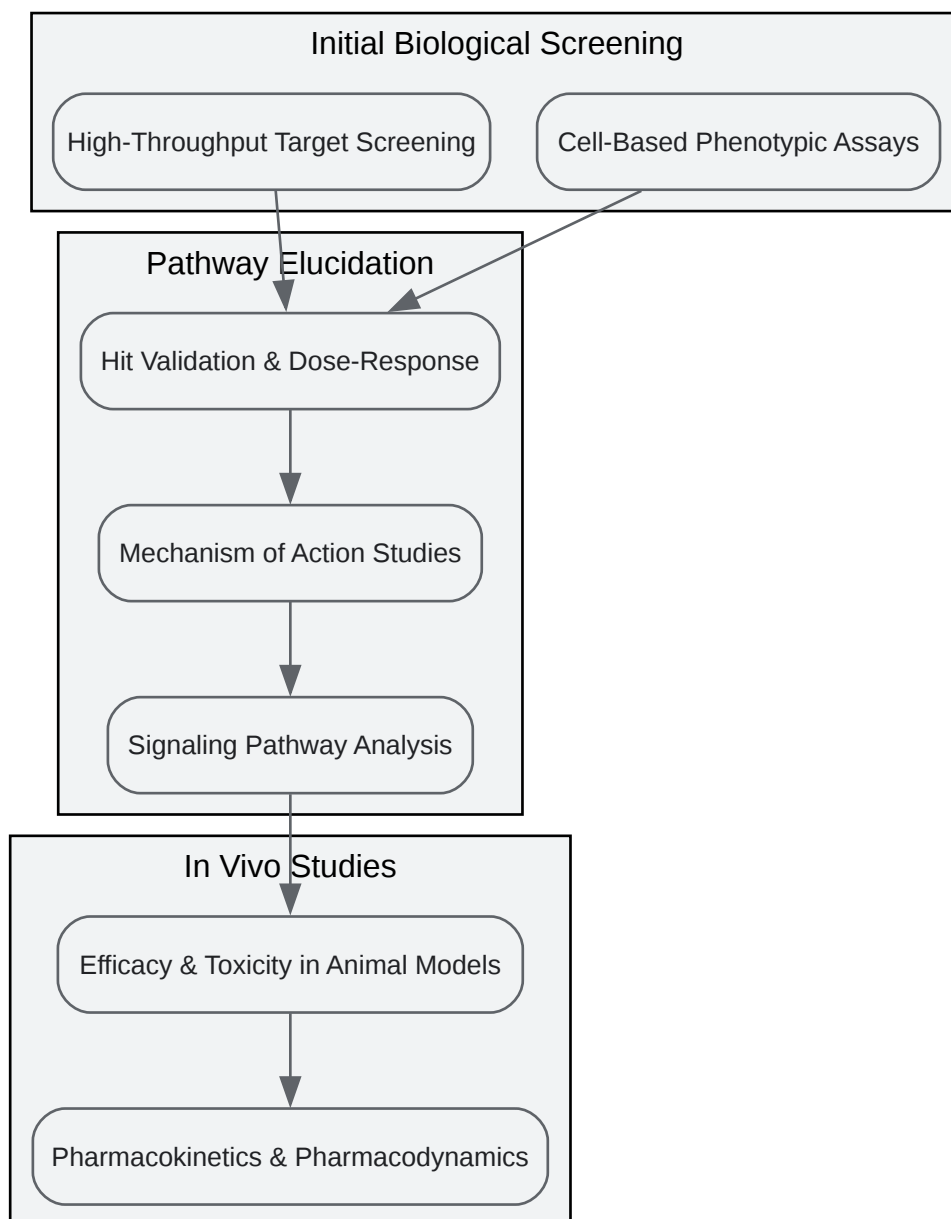 Initial Biological Screening
High-Throughput Target Screening
Cell-Based Phenotypic Assays
Pathway Elucidation
Hit Validation & Dose-Response
Mechanism of Action Studies
Signaling Pathway Analysis
In Vivo Studies
Efficacy & Toxicity in Animal Models
Pharmacokinetics & Pharmacodynamics